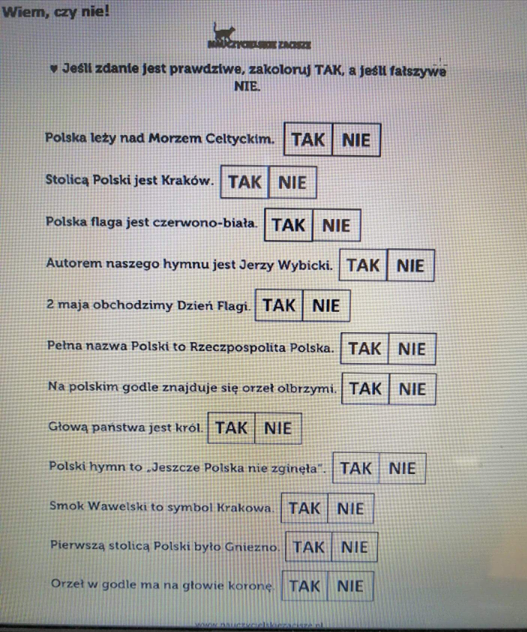 Wiem, czy nie!
NAUCZYCIELSKIE ZACISZE
♥ Jeśli zdanie jest prawdziwe, zakoloruj TAK, a jeśli fałszywe
NIE.
Polska leży nad Morzem Celtyckim. TAK NIE
Stolicą Polski jest Kraków. TAK NIE
Polska flaga jest czerwono-biała. TAK NIE
Autorem naszego hymnu jest Jerzy Wybicki. TAK NIE
2 maja obchodzimy Dzień Flagi. TAK NIE
Pełna nazwa Polski to Rzeczpospolita Polska. TAK NIE
Na polskim godle znajduje się orzeł olbrzymi. TAK NIE
Głową państwa jest król. TAK NIE
Polski hymn to „Jeszcze Polska nie zginęła”. TAK NIE
Smok Wawelski to symbol Krakowa. TAK NIE
Pierwszą stolicą Polski było Gniezno. TAK NIE
Orzeł w godle ma na głowie koronę. TAK NIE
www.nauczycielskiezacisze.pl